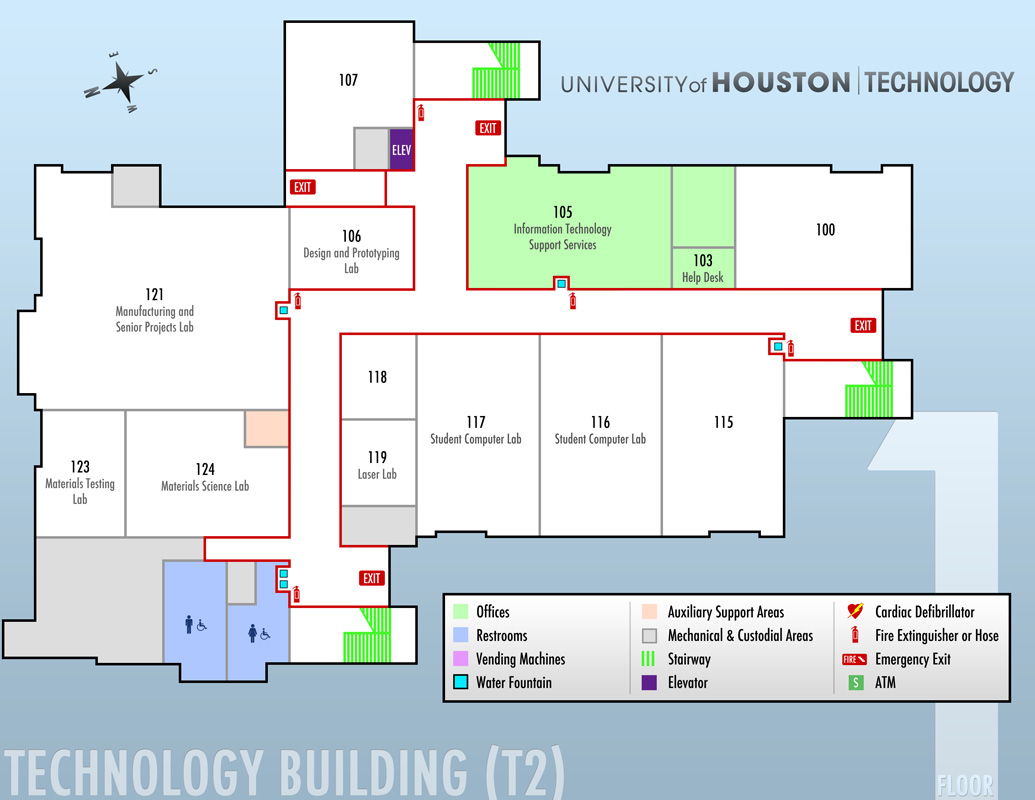 E
S
N
W
107
ELEV
EXIT
UNIVERSITY of HOUSTON | TECHNOLOGY
EXIT
106
Design and Prototyping
Lab
105
Information Technology
Support Services
103
Help Desk
100
121
Manufacturing and
Senior Projects Lab
EXIT
118
119
Laser Lab
117
Student Computer Lab
116
Student Computer Lab
115
123
Materials Testing
Lab
124
Materials Science Lab
EXIT
Offices
Restrooms
Vending Machines
Water Fountain
Auxiliary Support Areas
Mechanical & Custodial Areas
Stairway
Elevator
Cardiac Defibrillator
Fire Extinguisher or Hose
FIRE
Emergency Exit
S
ATM
TECHNOLOGY BUILDING (T2)
1
FLOOR